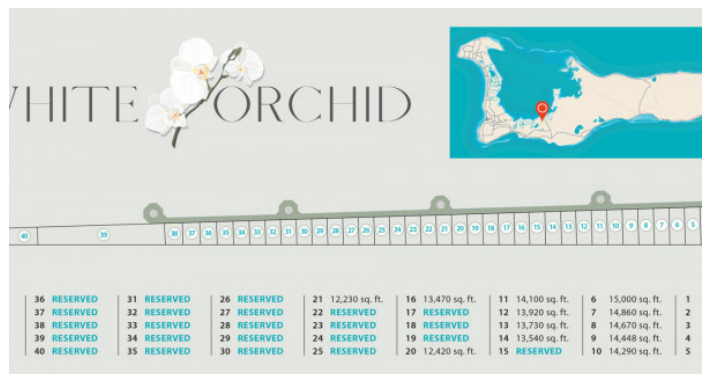 WHITE ORCHID
40 39 38 37 36 35 34 33 32 31 30 29 28 27 26 25 24 23 22 21 20 19 18 17 16 15 14 13 12 11 10 9 8 7 6 5
36 RESERVED
37 RESERVED
38 RESERVED
39 RESERVED
40 RESERVED
31 RESERVED
32 RESERVED
33 RESERVED
34 RESERVED
35 RESERVED
26 RESERVED
27 RESERVED
28 RESERVED
29 RESERVED
30 RESERVED
21 12,230 sq. ft.
22 RESERVED
23 RESERVED
24 RESERVED
25 RESERVED
16 13,470 sq. ft.
17 RESERVED
18 RESERVED
19 RESERVED
20 12,420 sq. ft.
11 14,100 sq. ft.
12 13,920 sq. ft.
13 13,730 sq. ft.
14 13,540 sq. ft.
15 RESERVED
6 15,000 sq. ft.
7 14,860 sq. ft.
8 14,670 sq. ft.
9 14,448 sq. ft.
10 14,290 sq. ft.
1
2
3
4
5